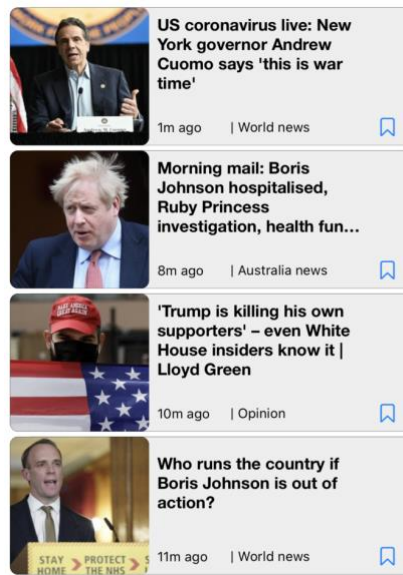 US coronavirus live: New
York governor Andrew
Cuomo says 'this is war
time'
1m ago | World news
Morning mail: Boris
Johnson hospitalised,
Ruby Princess
investigation, health fun...
8m ago | Australia news
'Trump is killing his own
supporters' – even White
House insiders know it |
Lloyd Green
10m ago | Opinion
Who runs the country if
Boris Johnson is out of
action?
STAY PROTECT S
HOME THE NHS
11m ago | World news